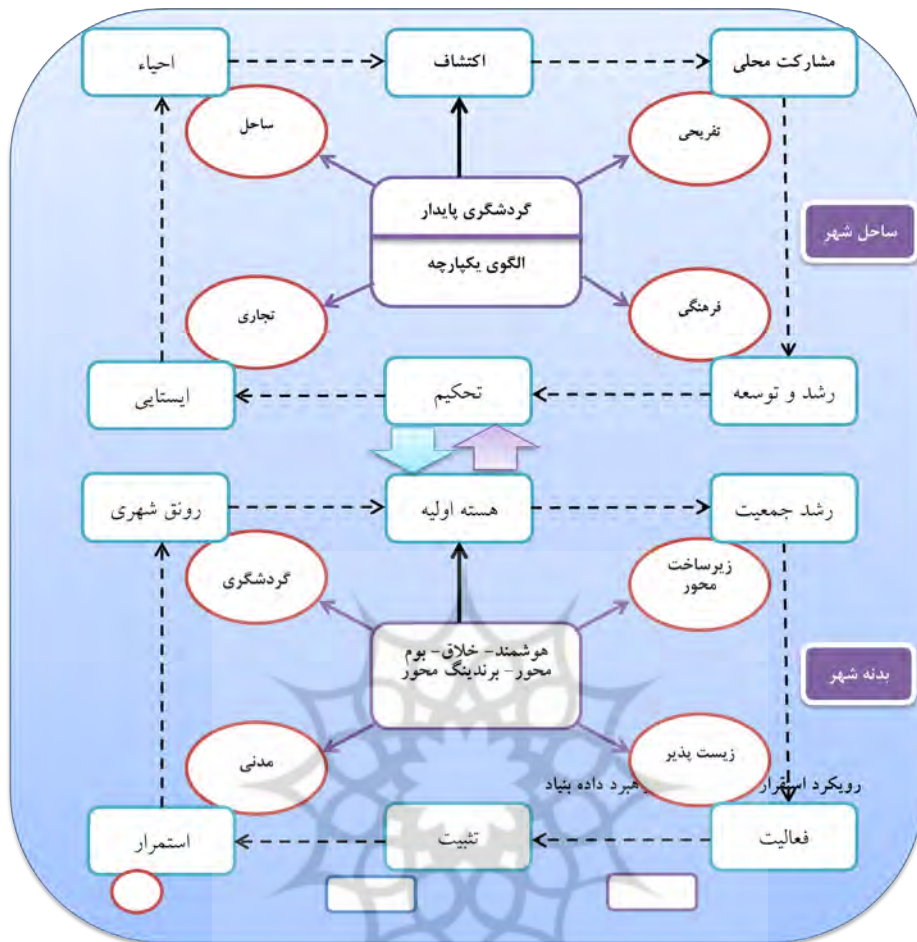 مشارکت محلی
اکتشاف
احیاء
تفریحی
ساحل
گردشگری پایدار
الگوی یکپارچه
ساحل شهر
فرهنگی
تجاری
رشد و توسعه
تحکیم
ایستایی
رشد جمعیت
هسته اولیه
رونق شهری
زیرساخت
محور
گردشگری
هوشمند- خلاق- بوم
محور- برندینگ محور
بدنه شهر
زیست پذیر
مدنی
رویکرد
داده بنیاد
فعالیت
تثبیت
استمرار